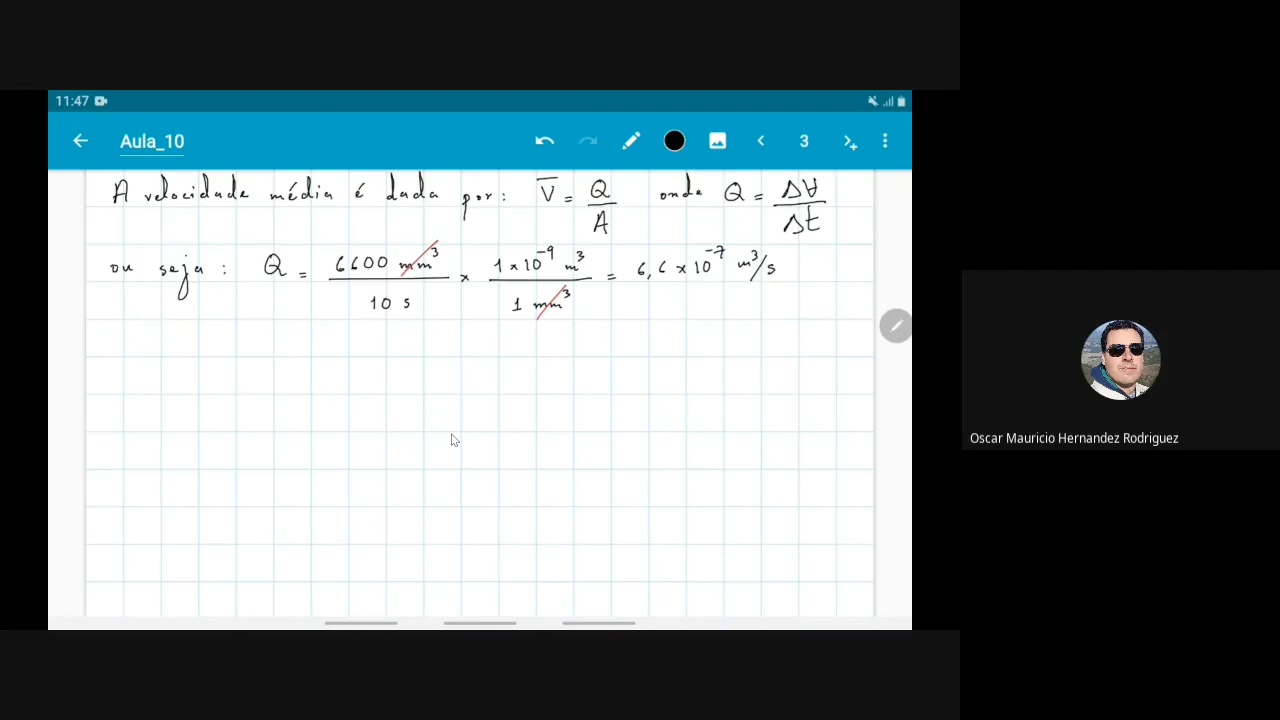 11:47
Aula_10
3
A velocidade média é dada por: V̅ = Q/A onde Q = ΔV̶/Δt
ou seja: Q = 6600 mm³/10 s × 1×10⁻⁹ m³/1 mm³ = 6,6 × 10⁻⁷ m³/s
Oscar Mauricio Hernandez Rodriguez